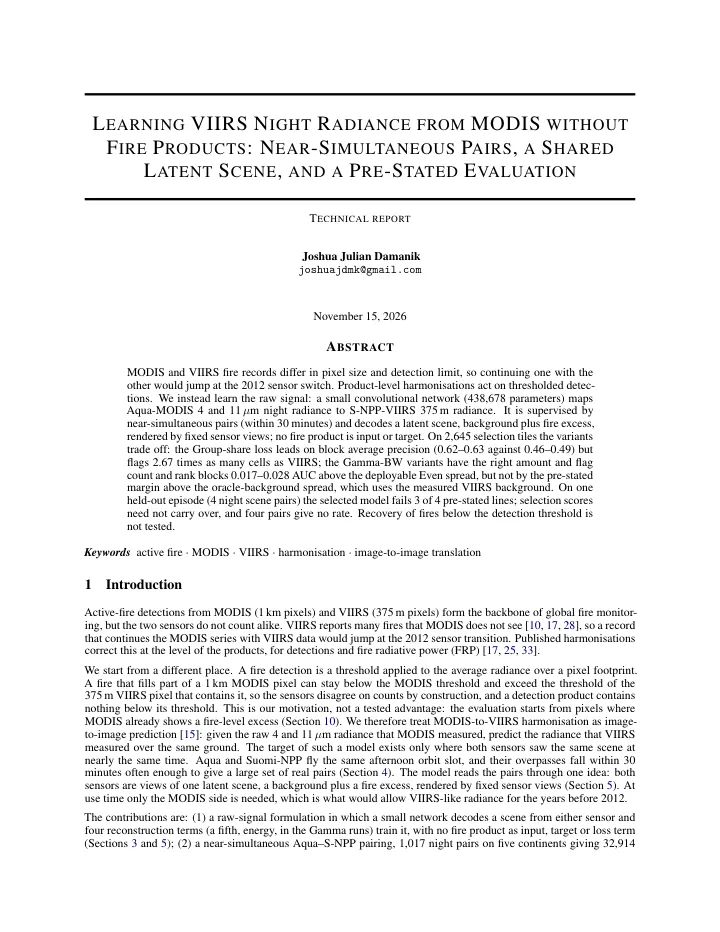 LEARNING VIIRS NIGHT RADIANCE FROM MODIS WITHOUT
FIRE PRODUCTS: NEAR-SIMULTANEOUS PAIRS, A SHARED
LATENT SCENE, AND A PRE-STATED EVALUATION
TECHNICAL REPORT
Joshua Julian Damanik
joshuajdmk@gmail.com
November 15, 2026
ABSTRACT
MODIS and VIIRS fire records differ in pixel size and detection limit, so continuing one with the
other would jump at the 2012 sensor switch. Product-level harmonisations act on thresholded detec-
tions. We instead learn the raw signal: a small convolutional network (438,678 parameters) maps
Aqua-MODIS 4 and 11 μm night radiance to S-NPP-VIIRS 375 m radiance. It is supervised by
near-simultaneous pairs (within 30 minutes) and decodes a latent scene, background plus fire excess,
rendered by fixed sensor views; no fire product is input or target. On 2,645 selection tiles the variants
trade off: the Group-share loss leads on block average precision (0.62–0.63 against 0.46–0.49) but
flags 2.67 times as many cells as VIIRS; the Gamma-BW variants have the right amount and flag
count and rank blocks 0.017–0.028 AUC above the deployable Even spread, but not by the pre-stated
margin above the oracle-background spread, which uses the measured VIIRS background. On one
held-out episode (4 night scene pairs) the selected model fails 3 of 4 pre-stated lines; selection scores
need not carry over, and four pairs give no rate. Recovery of fires below the detection threshold is
not tested.
Keywords active fire · MODIS · VIIRS · harmonisation · image-to-image translation
1 Introduction
Active-fire detections from MODIS (1 km pixels) and VIIRS (375 m pixels) form the backbone of global fire monitor-
ing, but the two sensors do not count alike. VIIRS reports many fires that MODIS does not see [10, 17, 28], so a record
that continues the MODIS series with VIIRS data would jump at the 2012 sensor transition. Published harmonisations
correct this at the level of the products, for detections and fire radiative power (FRP) [17, 25, 33].
We start from a different place. A fire detection is a threshold applied to the average radiance over a pixel footprint.
A fire that fills part of a 1 km MODIS pixel can stay below the MODIS threshold and exceed the threshold of the
375 m VIIRS pixel that contains it, so the sensors disagree on counts by construction, and a detection product contains
nothing below its threshold. This is our motivation, not a tested advantage: the evaluation starts from pixels where
MODIS already shows a fire-level excess (Section 10). We therefore treat MODIS-to-VIIRS harmonisation as image-
to-image prediction [15]: given the raw 4 and 11 μm radiance that MODIS measured, predict the radiance that VIIRS
measured over the same ground. The target of such a model exists only where both sensors saw the same scene at
nearly the same time. Aqua and Suomi-NPP fly the same afternoon orbit slot, and their overpasses fall within 30
minutes often enough to give a large set of real pairs (Section 4). The model reads the pairs through one idea: both
sensors are views of one latent scene, a background plus a fire excess, rendered by fixed sensor views (Section 5). At
use time only the MODIS side is needed, which is what would allow VIIRS-like radiance for the years before 2012.
The contributions are: (1) a raw-signal formulation in which a small network decodes a scene from either sensor and
four reconstruction terms (a fifth, energy, in the Gamma runs) train it, with no fire product as input, target or loss term
(Sections 3 and 5); (2) a near-simultaneous Aqua–S-NPP pairing, 1,017 night pairs on five continents giving 32,914